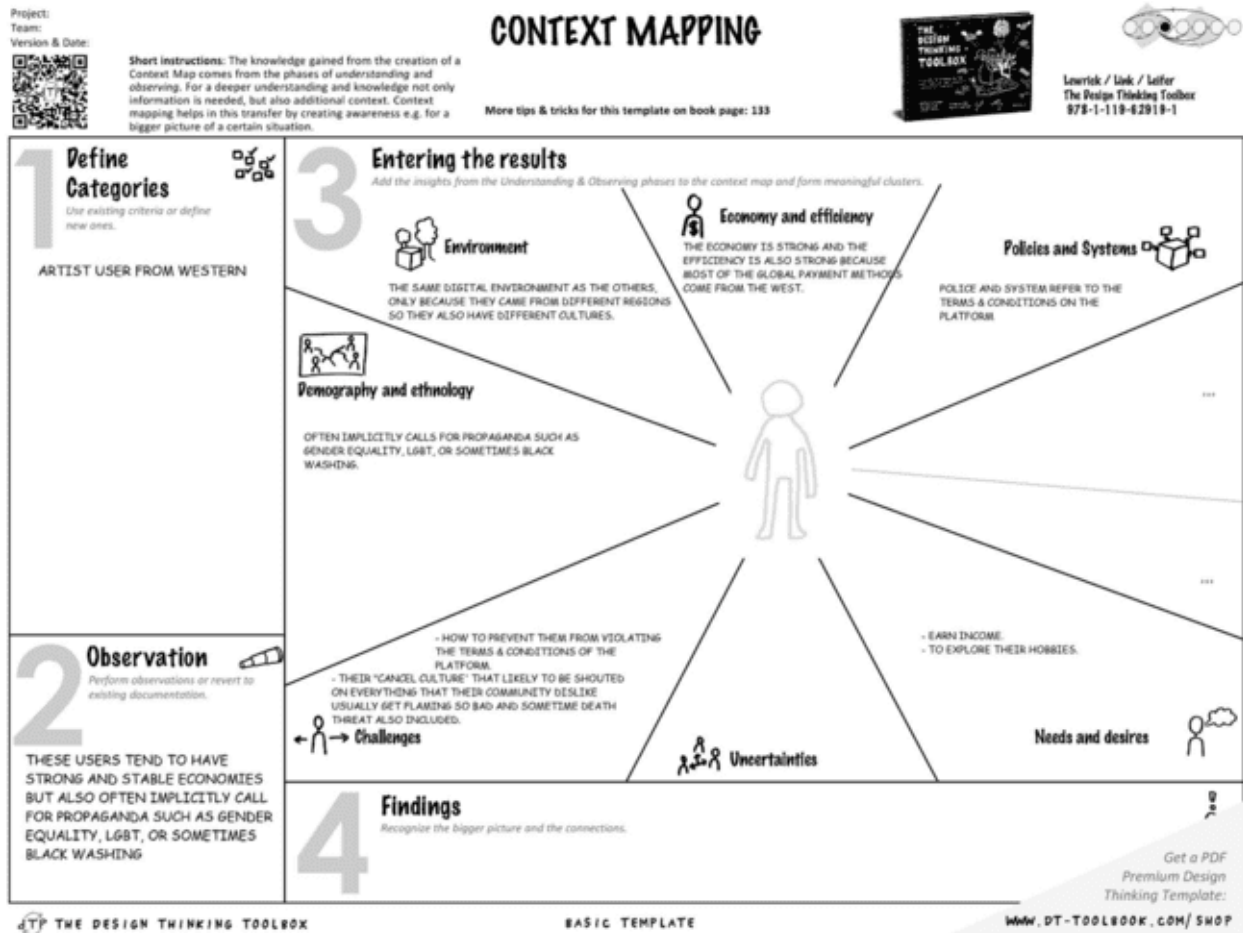 Project:
Team:
Version & Date:
Short instructions: The knowledge gained from the creation of a
Context Map comes from the phases of understanding and
observing. For a deeper understanding and knowledge not only
information is needed, but also additional context. Context
mapping helps in this transfer by creating awareness e.g. for a
bigger picture of a certain situation.
CONTEXT MAPPING
More tips & tricks for this template on book page: 133
THE
DESIGN
THINKING
TOOLBOX
Lewrick / Link / Leifer
The Design Thinking Toolbox
978-1-119-62919-1
1
Define
Categories
Use existing criteria or define
new ones.
ARTIST USER FROM WESTERN
2
Observation
Perform observations or revert to
existing documentation.
THESE USERS TEND TO HAVE
STRONG AND STABLE ECONOMIES
BUT ALSO OFTEN IMPLICITLY CALL
FOR PROPAGANDA SUCH AS GENDER
EQUALITY, LGBT, OR SOMETIMES
BLACK WASHING
3
Entering the results
Add the insights from the Understanding & Observing phases to the context map and form meaningful clusters.
Environment
THE SAME DIGITAL ENVIRONMENT AS THE OTHERS,
ONLY BECAUSE THEY CAME FROM DIFFERENT REGIONS
SO THEY ALSO HAVE DIFFERENT CULTURES.
Economy and efficiency
THE ECONOMY IS STRONG AND THE
EFFICIENCY IS ALSO STRONG BECAUSE
MOST OF THE GLOBAL PAYMENT METHODS
COME FROM THE WEST.
Policies and Systems
POLICE AND SYSTEM REFER TO THE
TERMS & CONDITIONS ON THE
PLATFORM
Demography and ethnology
OFTEN IMPLICITLY CALLS FOR PROPAGANDA SUCH AS
GENDER EQUALITY, LGBT, OR SOMETIMES BLACK
WASHING.
...
...
- HOW TO PREVENT THEM FROM VIOLATING
THE TERMS & CONDITIONS OF THE
PLATFORM.
- THEIR "CANCEL CULTURE' THAT LIKELY TO BE SHOUTED
ON EVERYTHING THAT THEIR COMMUNITY DISLIKE
USUALLY GET FLAMING SO BAD AND SOMETIME DEATH
THREAT ALSO INCLUDED.
Challenges
Uncertainties
- EARN INCOME.
- TO EXPLORE THEIR HOBBIES.
Needs and desires
4
Findings
Recognize the bigger picture and the connections.
Get a PDF
Premium Design
Thinking Template:
DTP THE DESIGN THINKING TOOLBOX
BASIC TEMPLATE
WWW.DT-TOOLBOOK.COM/SHOP